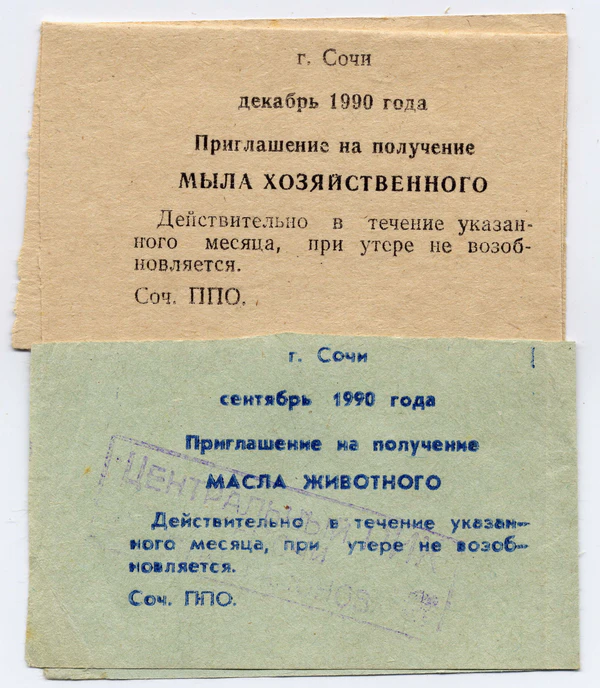 г. Сочи
декабрь 1990 года
Приглашение на получение
МЫЛА ХОЗЯЙСТВЕННОГО
Действительно в течение указан-
ного месяца, при утере не возоб-
новляется.
Соч. ППО.
г. Сочи
сентябрь 1990 года
Приглашение на получение
МАСЛА ЖИВОТНОГО
ЦЕНТРАЛЬНЫЙ
Действительно в течение указан-
ного месяца, при утере не возоб-
новляется.
Соч. ППО.